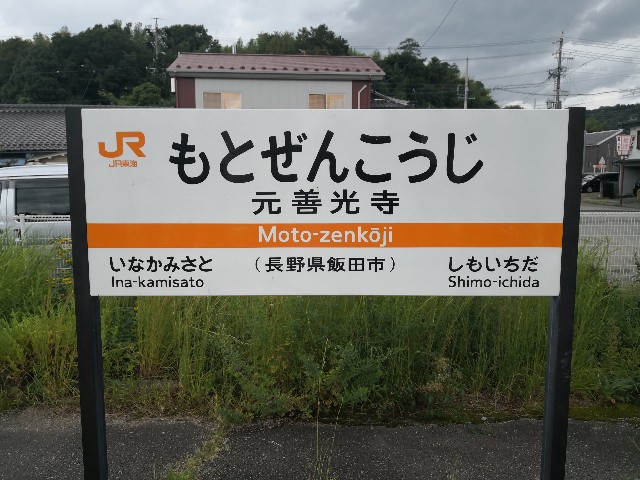 JR
JR東海
もとぜんこうじ
元善光寺
Moto-zenkōji
いなかみさと
Ina-kamisato
(長野県飯田市)
しもいちだ
Shimo-ichida